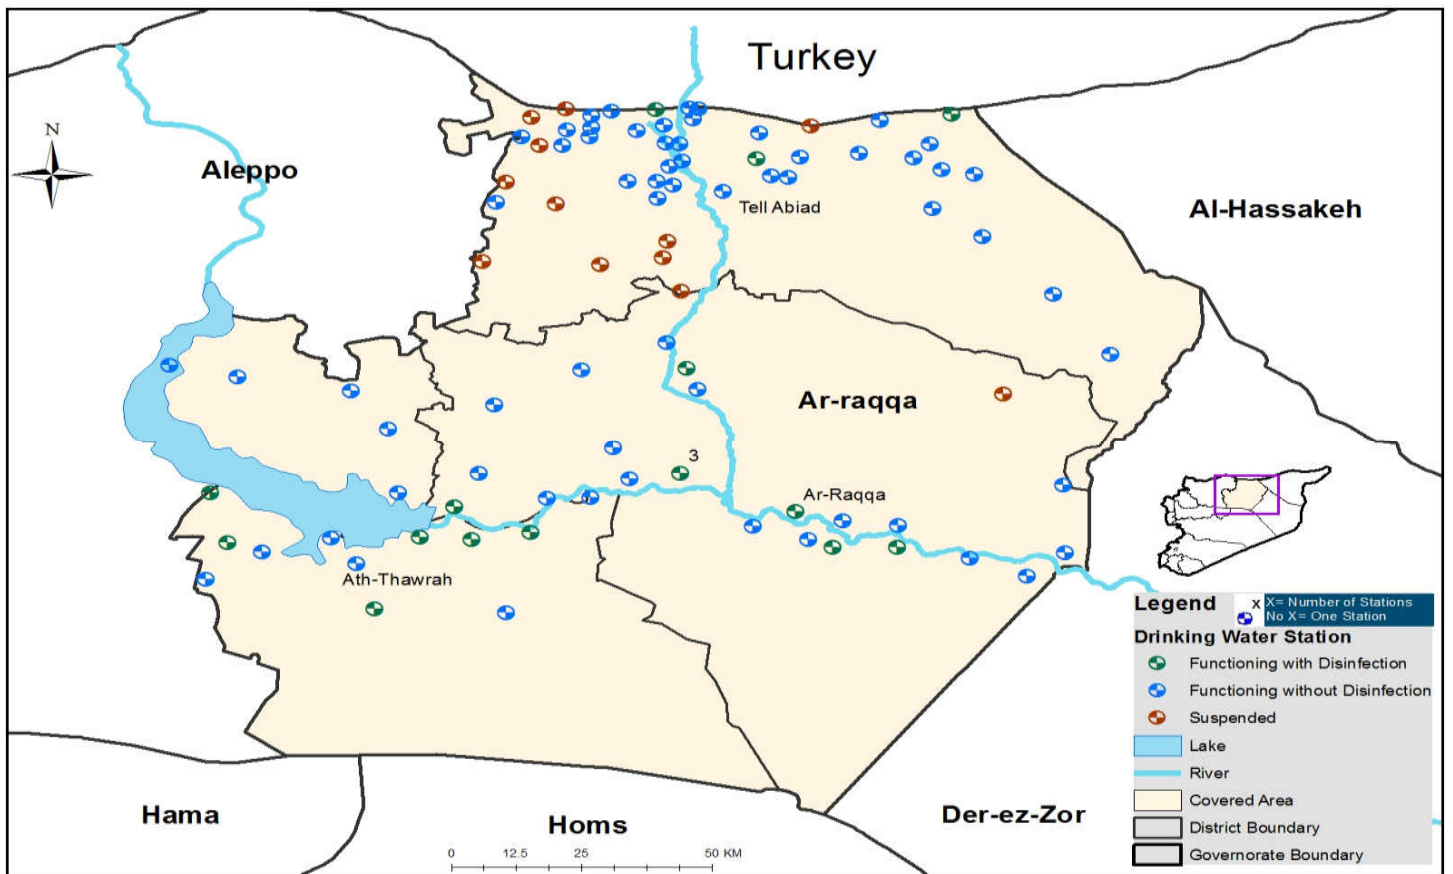 Turkey
N
Aleppo
Al-Hassakeh
Tell Abiad
Ar-raqqa
3
Ar-Raqqa
Ath-Thawrah
Legend
X
X= Number of Stations
No X= One Station
Drinking Water Station
Functioning with Disinfection
Functioning without Disinfection
Suspended
Lake
River
Covered Area
District Boundary
Governorate Boundary
Hama
Homs
Der-ez-Zor
0 12.5 25 50 KM